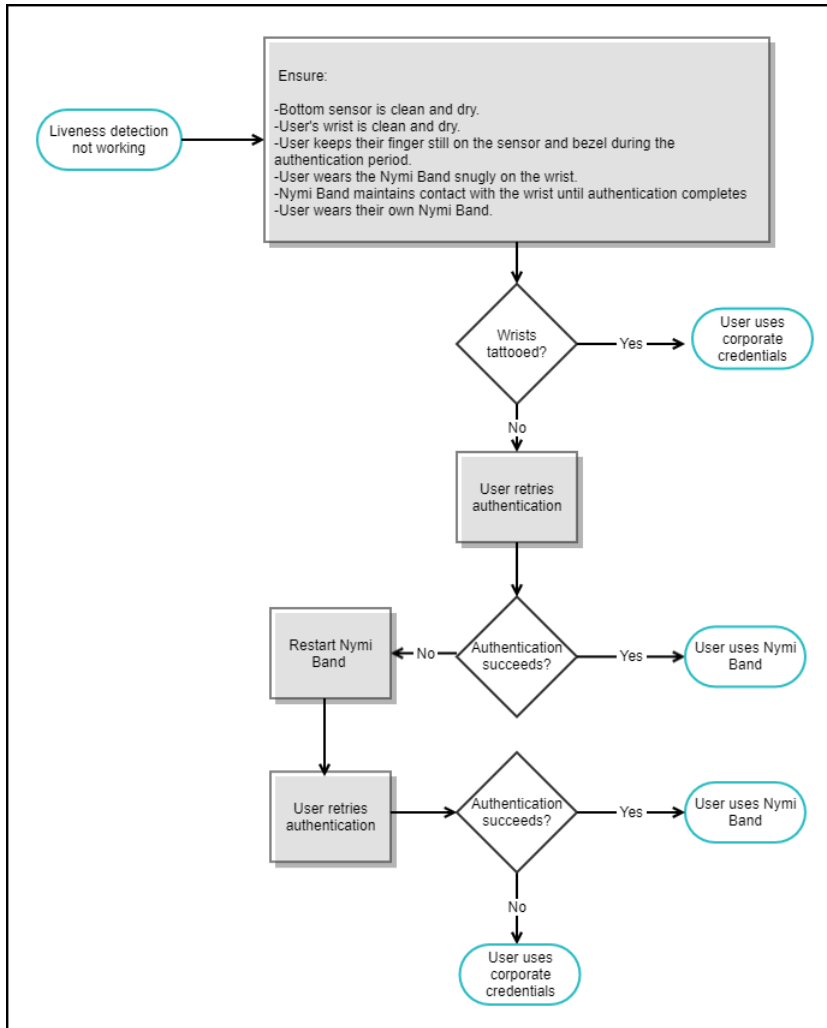 Ensure:
Liveness detection
not working
-Bottom sensor is clean and dry.
-User's wrist is clean and dry.
-User keeps their finger still on the sensor and bezel during the
authentication period.
-User wears the Nymi Band snugly on the wrist.
-Nymi Band maintains contact with the wrist until authentication completes
-User wears their own Nymi Band.
Wrists
tattooed?
Yes
User uses
corporate
credentials
No
User retries
authentication
Authentication
succeeds?
Yes
User uses Nymi
Band
No
Restart Nymi
Band
User retries
authentication
Authentication
succeeds?
Yes
User uses Nymi
Band
No
User uses
corporate
credentials